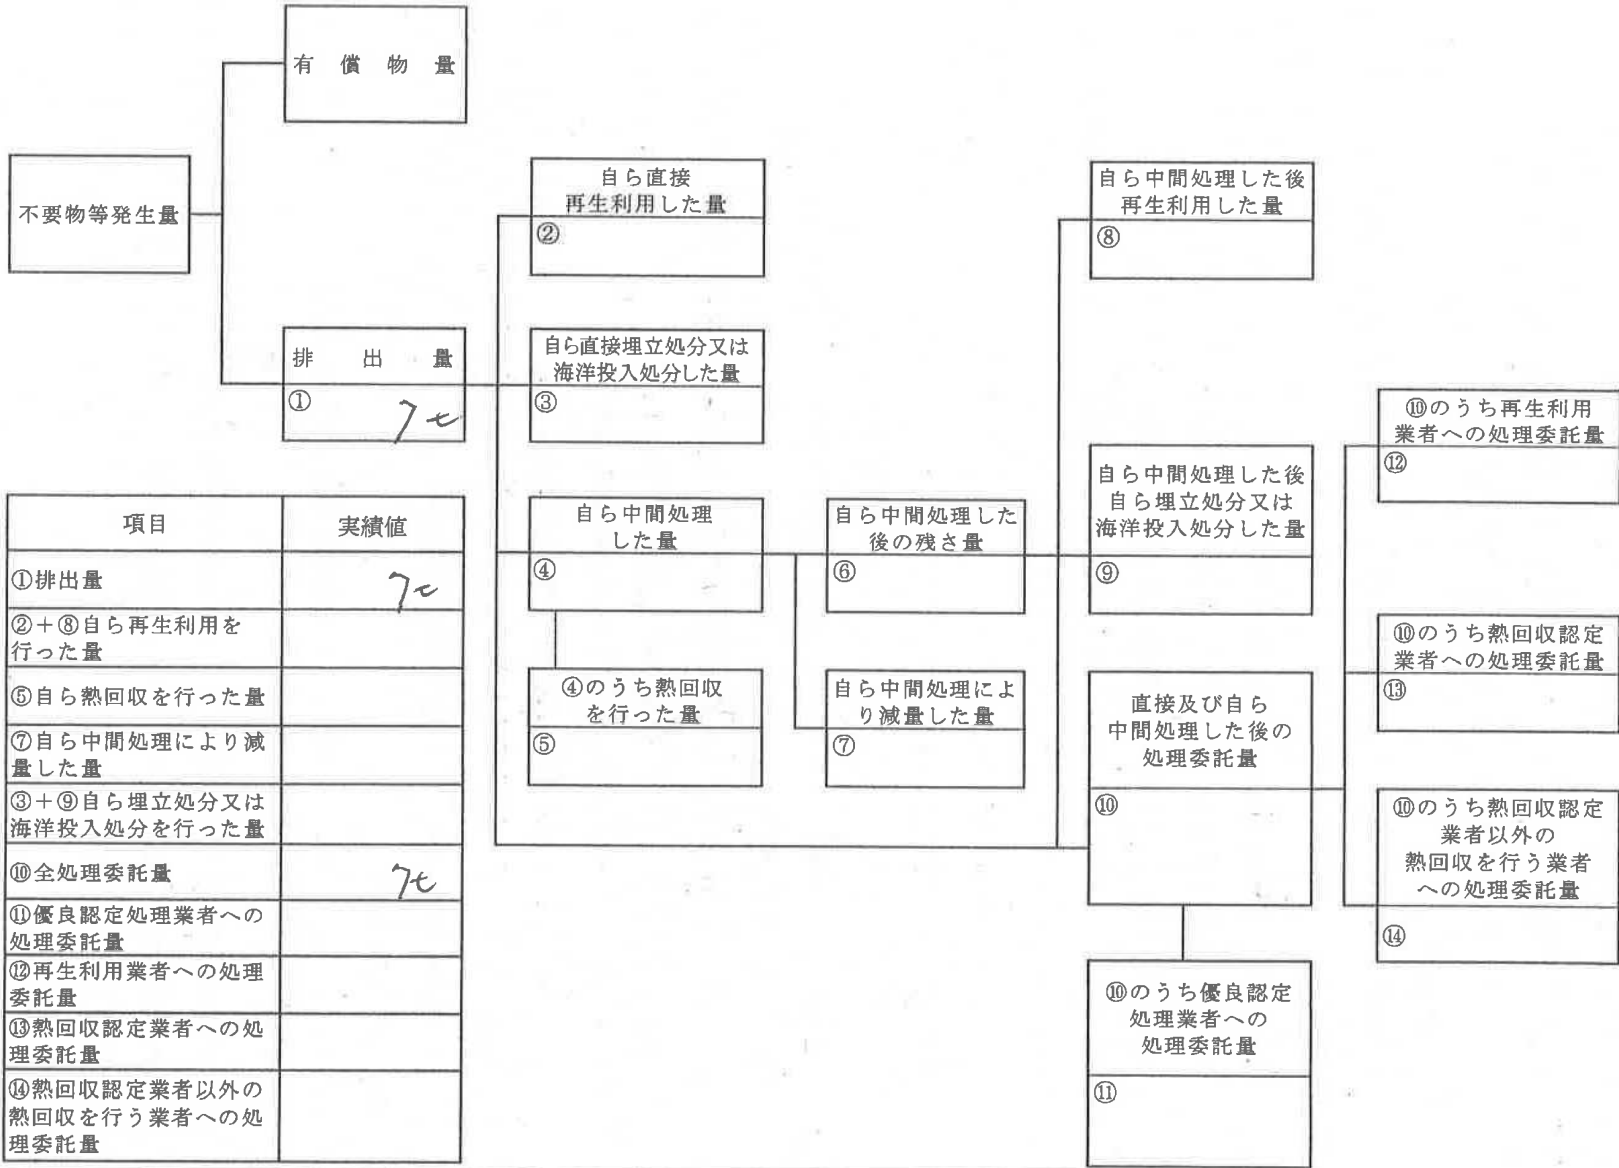 有償物量
不要物等発生量
排出量
①
7t
自ら直接
再生利用した量
②
自ら直接埋立処分又は
海洋投入処分した量
③
自ら中間処理
した量
④
④のうち熱回収
を行った量
⑤
自ら中間処理した
後の残さ量
⑥
自ら中間処理によ
り減量した量
⑦
自ら中間処理した後
再生利用した量
⑧
自ら中間処理した後
自ら埋立処分又は
海洋投入処分した量
⑨
直接及び自ら
中間処理した後の
処理委託量
⑩
⑩のうち優良認定
処理業者への
処理委託量
⑪
⑩のうち再生利用
業者への処理委託量
⑫
⑩のうち熱回収認定
業者への処理委託量
⑬
⑩のうち熱回収認定
業者以外の
熱回収を行う業者
への処理委託量
⑭
項目 実績値
①排出量 7t
②+⑧自ら再生利用を
行った量
⑤自ら熱回収を行った量
⑦自ら中間処理により減
量した量
③+⑨自ら埋立処分又は
海洋投入処分を行った量
⑩全処理委託量 7t
⑪優良認定処理業者への
処理委託量
⑫再生利用業者への処理
委託量
⑬熱回収認定業者への処
理委託量
⑭熱回収認定業者以外の
熱回収を行う業者への処
理委託量